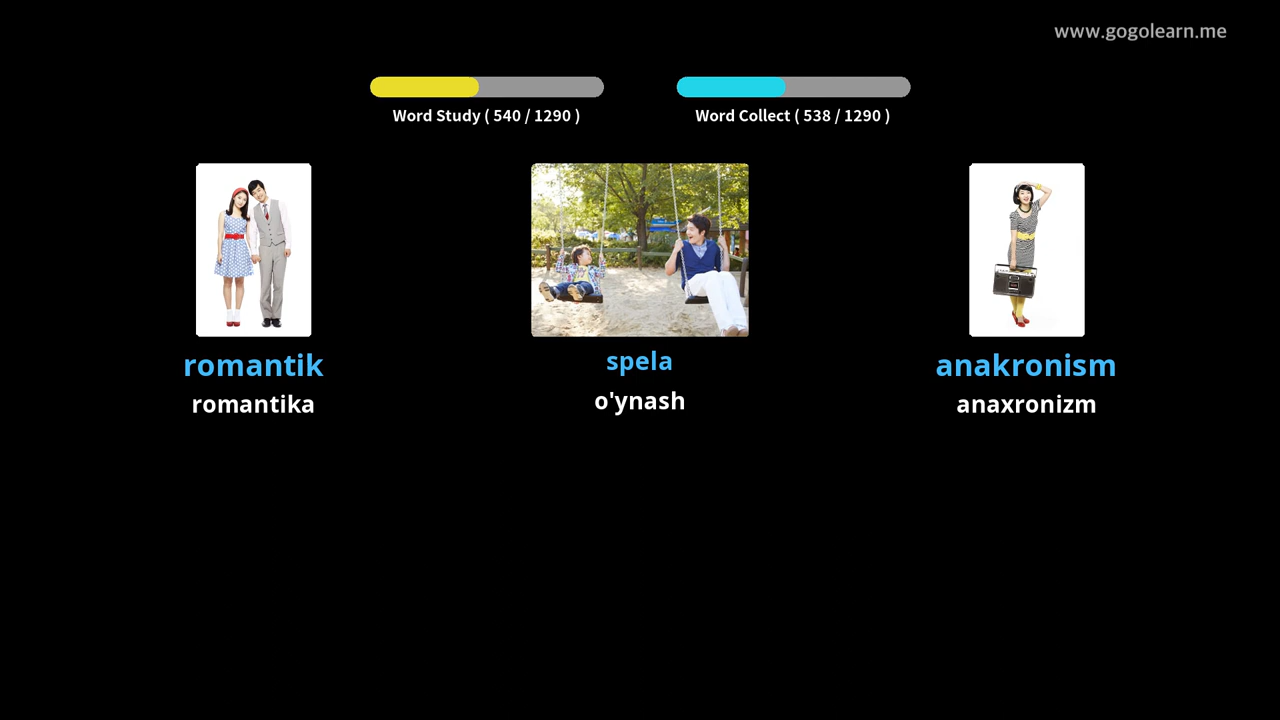 www.gogolearn.me
Word Study ( 540 / 1290 )
Word Collect ( 538 / 1290 )
romantik
romantika
spela
o'ynash
anakronism
anaxronizm